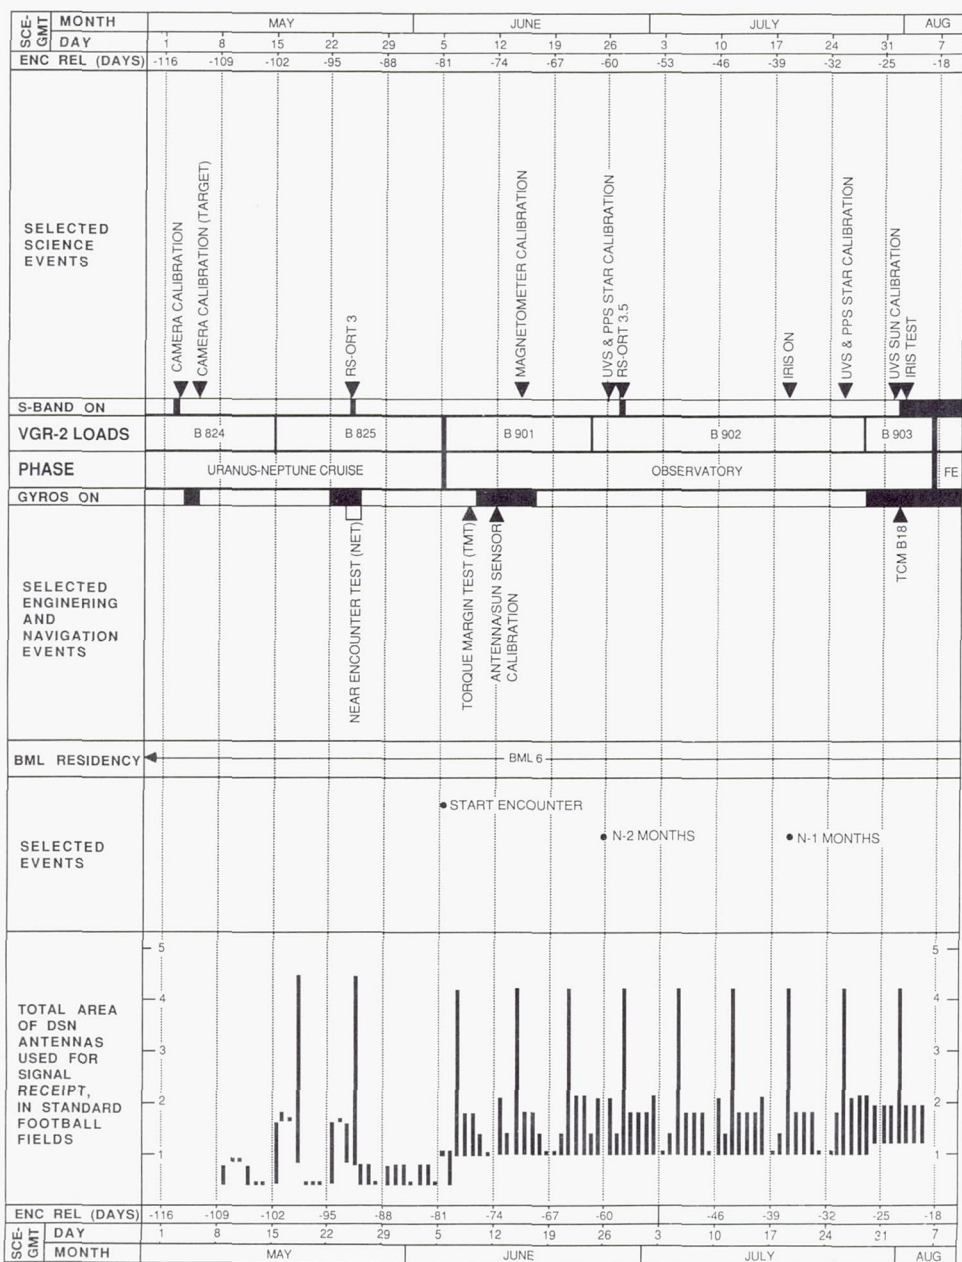 SCE-GMT MONTH MAY JUNE JULY AUG
DAY 1 8 15 22 29 5 12 19 26 3 10 17 24 31 7
ENC REL (DAYS) -116 -109 -102 -95 -88 -81 -74 -67 -60 -53 -46 -39 -32 -25 -18
SELECTED
SCIENCE
EVENTS
CAMERA CALIBRATION
CAMERA CALIBRATION (TARGET)
RS-ORT 3
MAGNETOMETER CALIBRATION
UVS & PPS STAR CALIBRATION
RS-ORT 3.5
IRIS ON
UVS & PPS STAR CALIBRATION
UVS SUN CALIBRATION
IRIS TEST
S-BAND ON
VGR-2 LOADS B 824 B 825 B 901 B 902 B 903
PHASE URANUS-NEPTUNE CRUISE OBSERVATORY FE
GYROS ON
SELECTED
ENGINERING
AND
NAVIGATION
EVENTS
NEAR ENCOUNTER TEST (NET)
TORQUE MARGIN TEST (TMT)
ANTENNA/SUN SENSOR
CALIBRATION
TCM B18
BML RESIDENCY BML 6
SELECTED
EVENTS
START ENCOUNTER
N-2 MONTHS
N-1 MONTHS
TOTAL AREA
OF DSN
ANTENNAS
USED FOR
SIGNAL
RECEIPT,
IN STANDARD
FOOTBALL
FIELDS
5 5
4 4
3 3
2 2
1 1
ENC REL (DAYS) -116 -109 -102 -95 -88 -81 -74 -67 -60 -46 -39 -32 -25 -18
SCE-GMT DAY 1 8 15 22 29 5 12 19 26 3 10 17 24 31 7
MONTH MAY JUNE JULY AUG